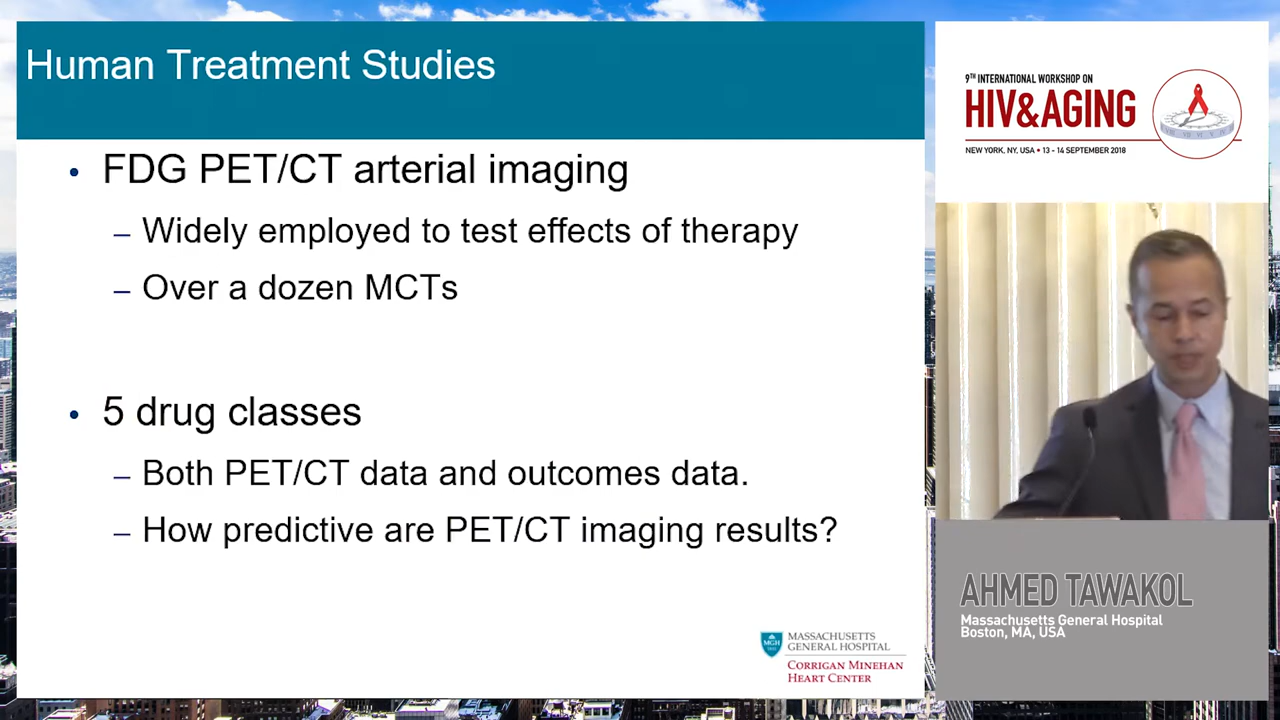 Human Treatment Studies
• FDG PET/CT arterial imaging
– Widely employed to test effects of therapy
– Over a dozen MCTs
• 5 drug classes
– Both PET/CT data and outcomes data.
– How predictive are PET/CT imaging results?
MGH
MASSACHUSETTS
GENERAL HOSPITAL
CORRIGAN MINEHAN
HEART CENTER
9TH INTERNATIONAL WORKSHOP ON
HIV&AGING
NEW YORK, NY, USA • 13 - 14 SEPTEMBER 2018
AHMED TAWAKOL
Massachusetts General Hospital
Boston, MA, USA